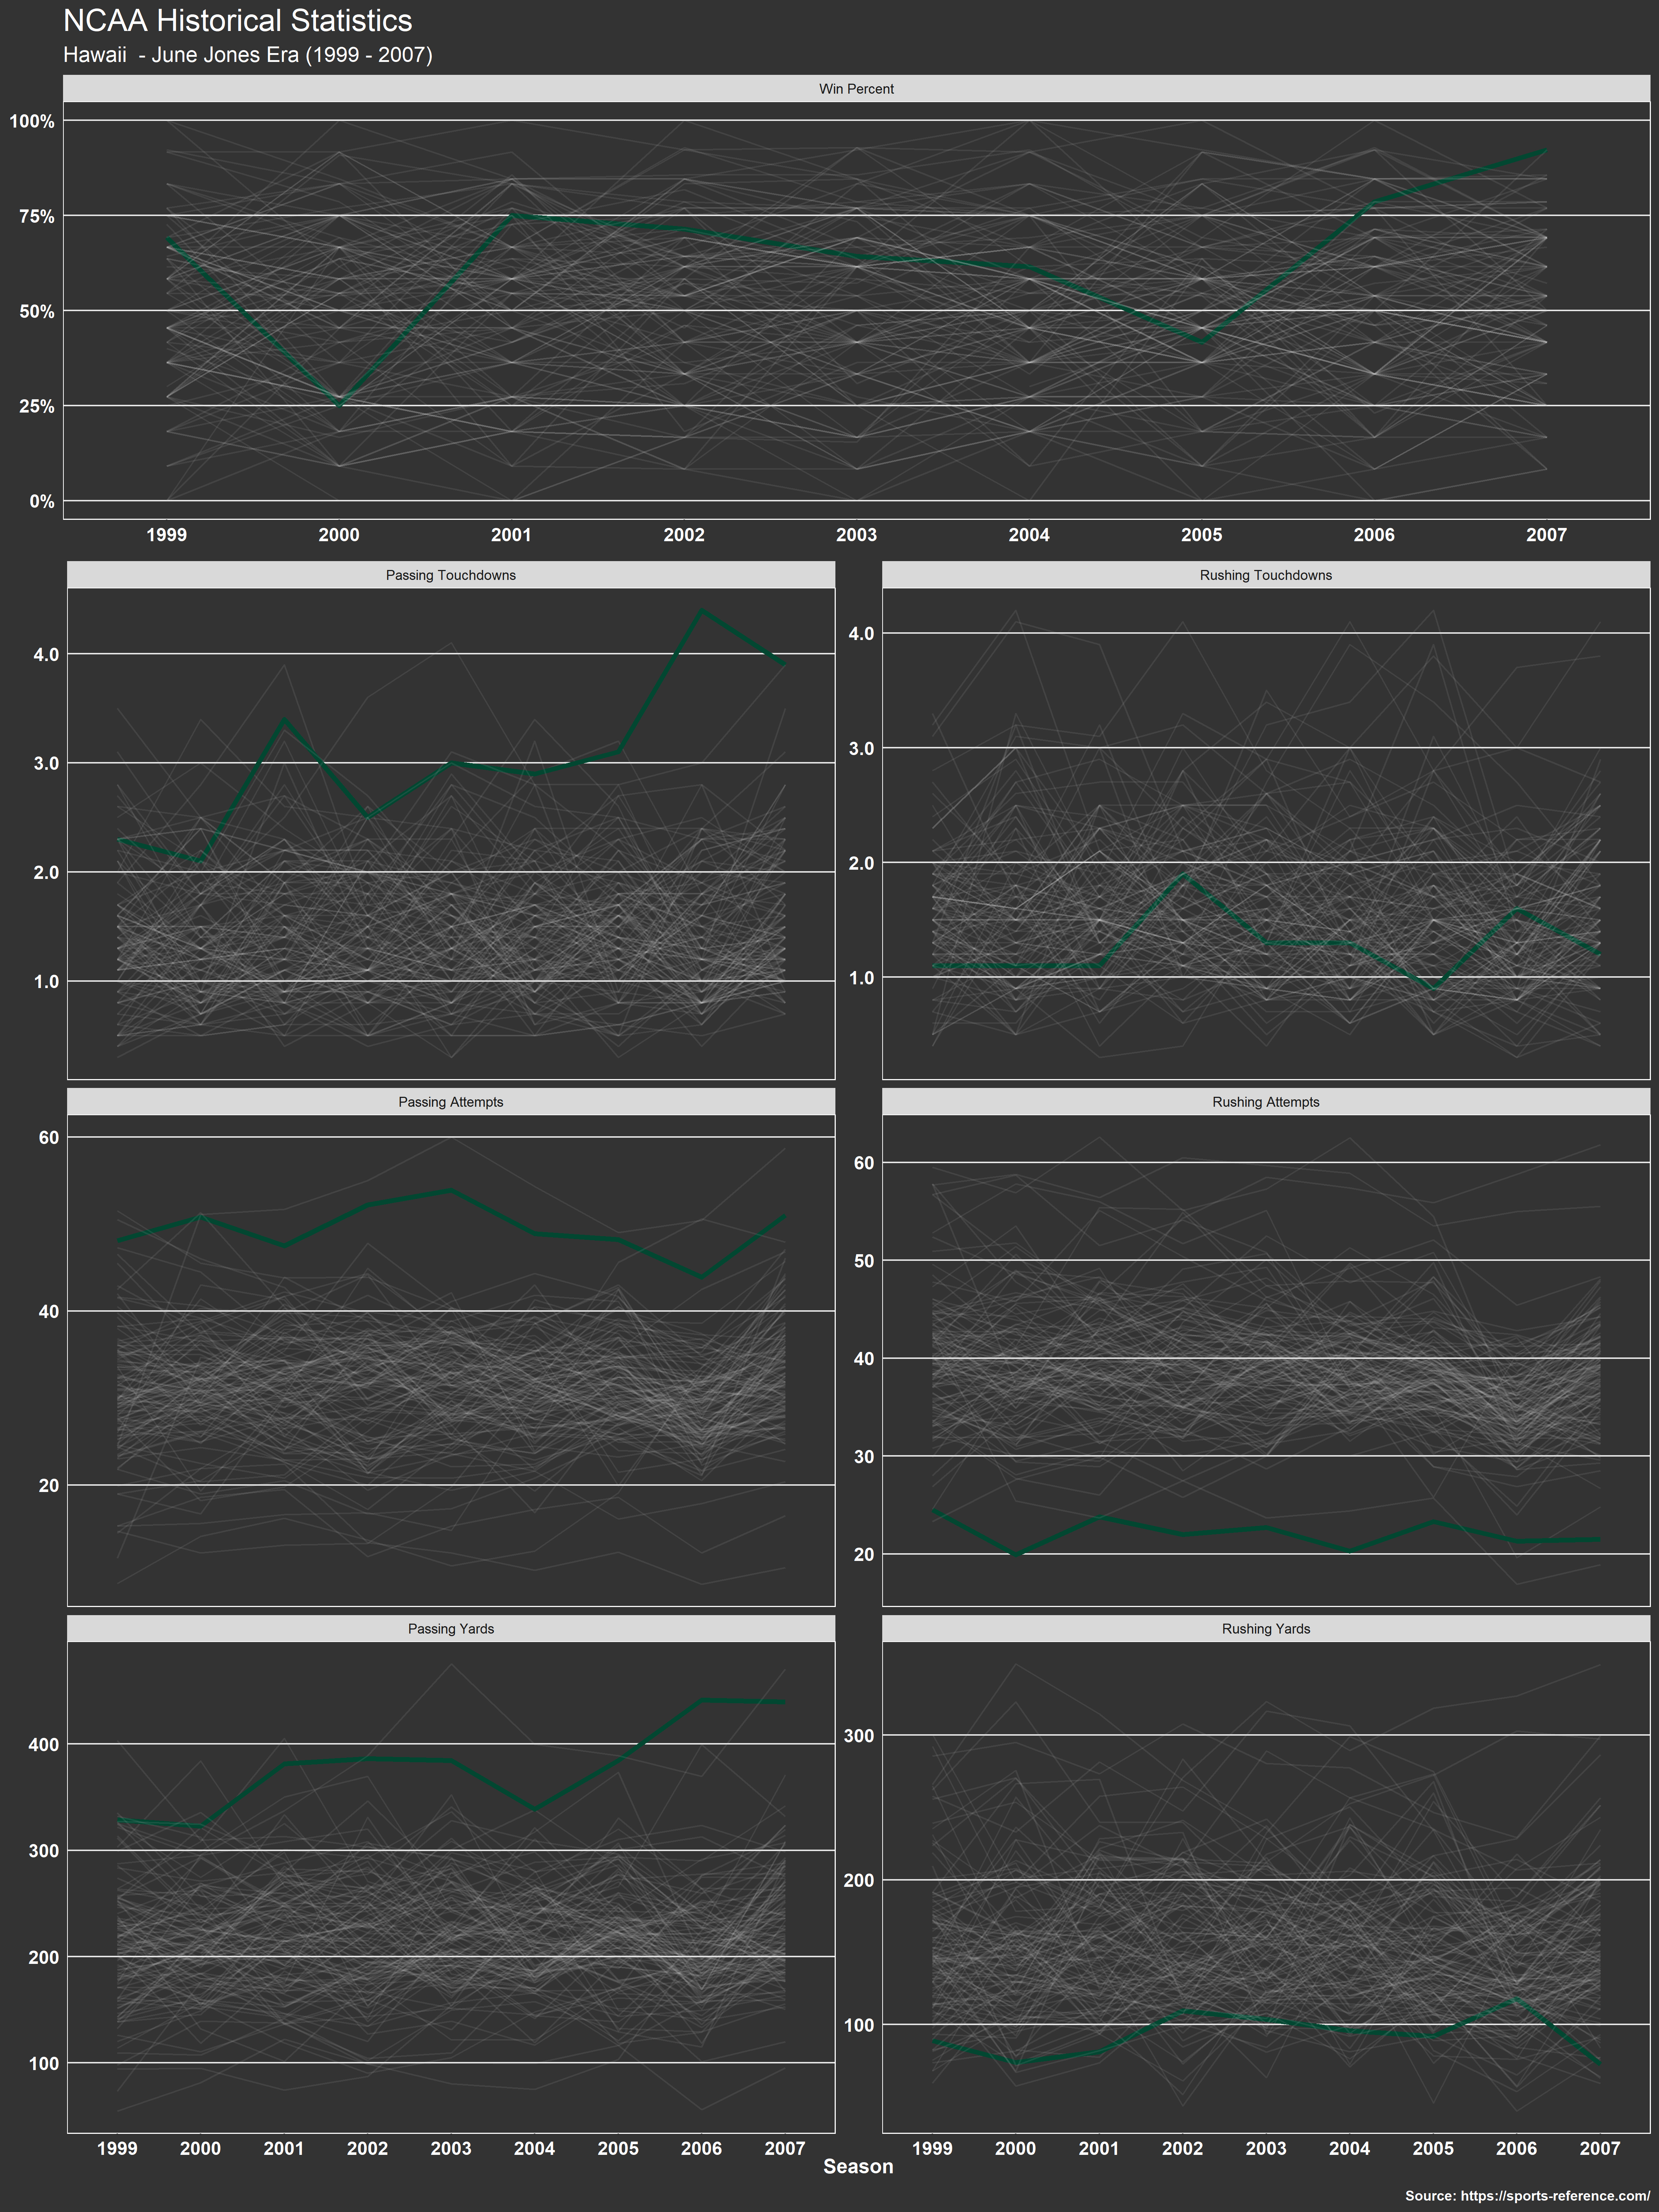 NCAA Historical Statistics
Hawaii  - June Jones Era (1999 - 2007)
Win Percent
100%
75%
50%
25%
0%
1999 2000 2001 2002 2003 2004 2005 2006 2007
Passing Touchdowns
4.0
3.0
2.0
1.0
Rushing Touchdowns
4.0
3.0
2.0
1.0
Passing Attempts
60
40
20
Rushing Attempts
60
50
40
30
20
Passing Yards
400
300
200
100
1999 2000 2001 2002 2003 2004 2005 2006 2007
Rushing Yards
300
200
100
1999 2000 2001 2002 2003 2004 2005 2006 2007
Season
Source: https://sports-reference.com/